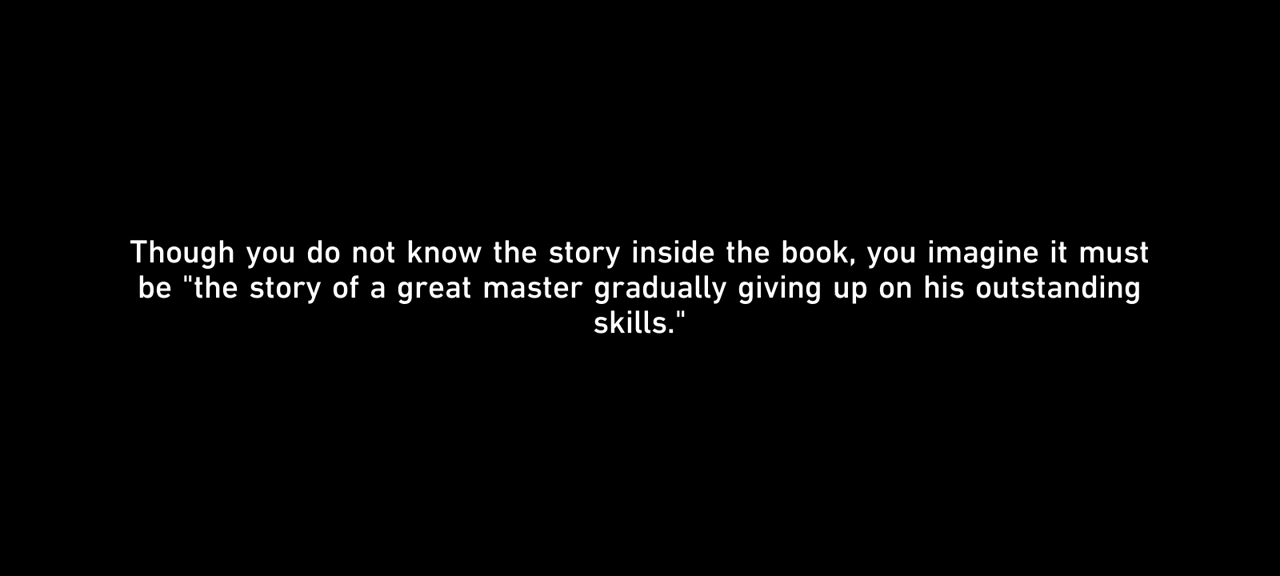 Though you do not know the story inside the book, you imagine it must
be "the story of a great master gradually giving up on his outstanding
skills."